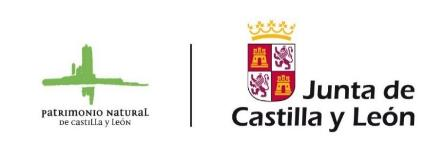 PATRIMONIO NATURAL
DE CASTILLA Y LEÓN
Junta de
Castilla y León